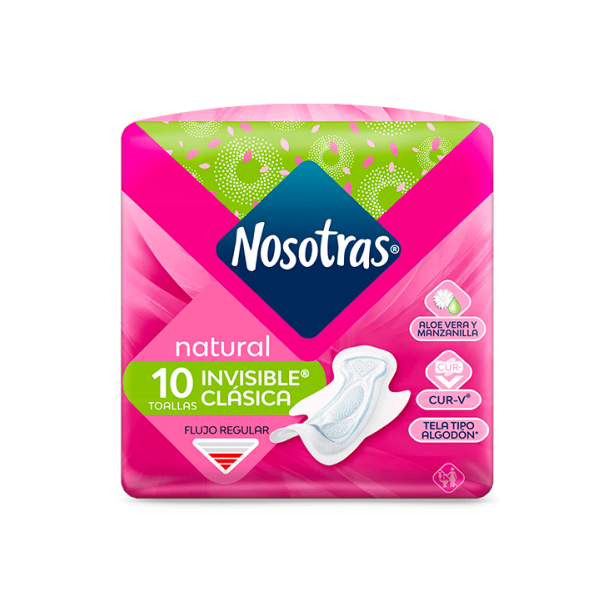 Nosotras®
natural
10
TOALLAS
INVISIBLE®
CLÁSICA
FLUJO REGULAR
ALOE VERA Y
MANZANILLA
CUR-
CUR-V®
TELA TIPO
ALGODÓN*